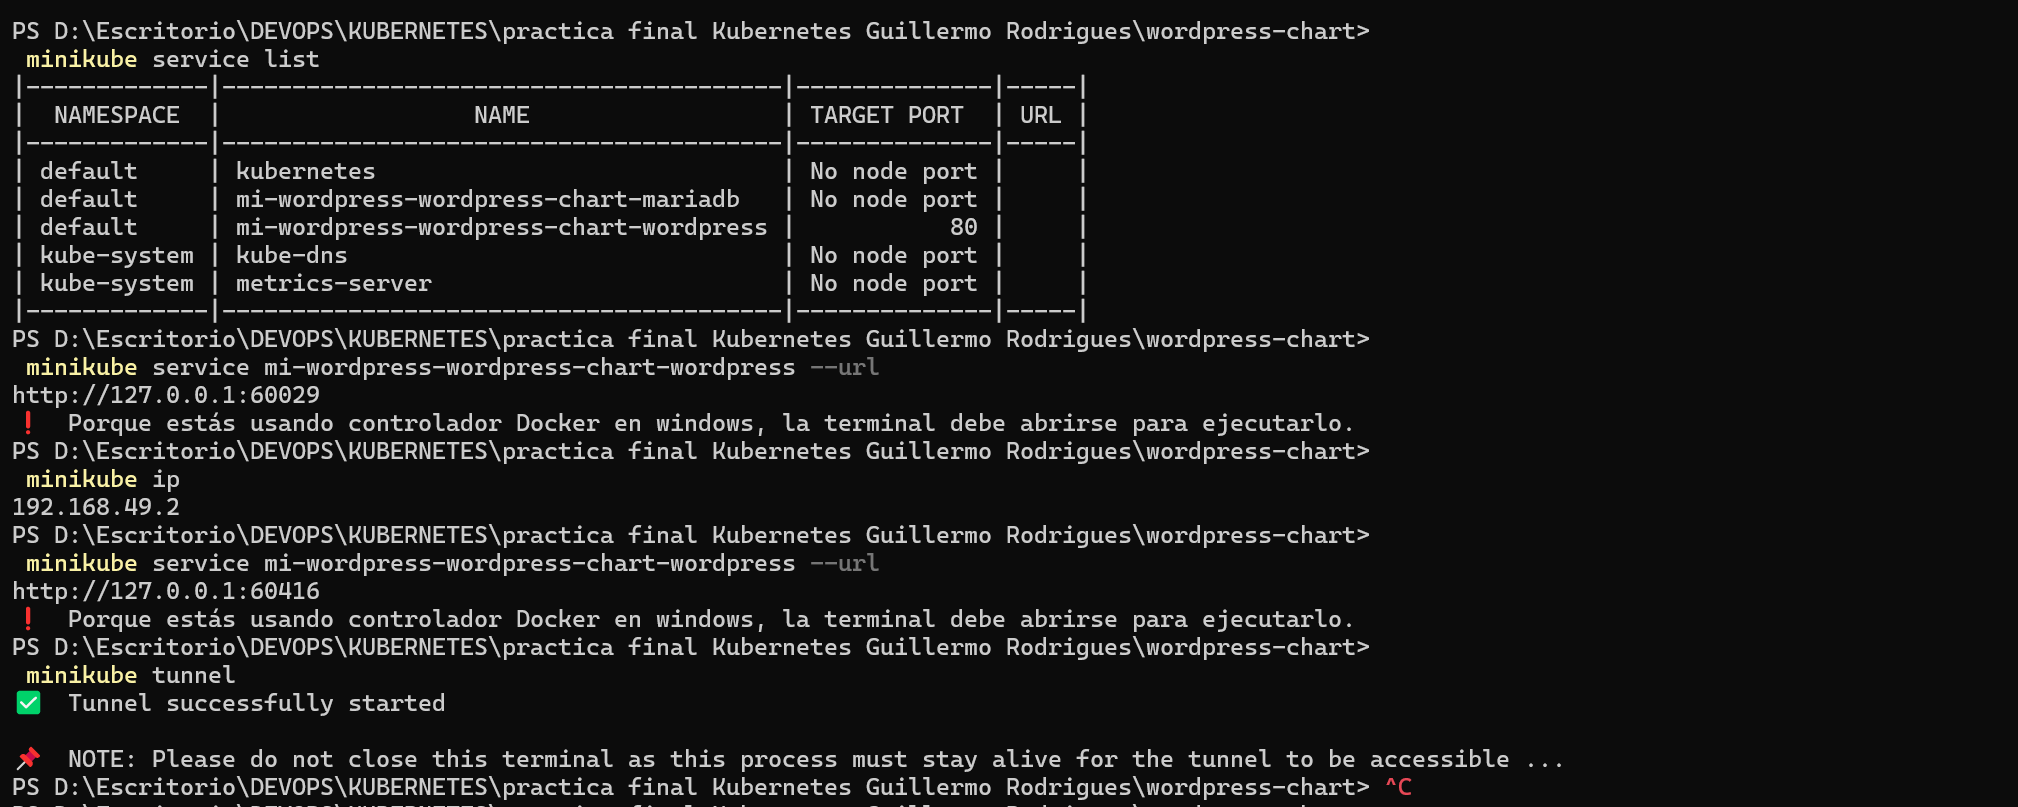 PS D:\Escritorio\DEVOPS\KUBERNETES\practica final Kubernetes Guillermo Rodrigues\wordpress-chart>
 minikube service list
|-------------|----------------------------------------|--------------|-----|
|  NAMESPACE  |                  NAME                  | TARGET PORT  | URL |
|-------------|----------------------------------------|--------------|-----|
| default     | kubernetes                             | No node port |     |
| default     | mi-wordpress-wordpress-chart-mariadb   | No node port |     |
| default     | mi-wordpress-wordpress-chart-wordpress |           80 |     |
| kube-system | kube-dns                               | No node port |     |
| kube-system | metrics-server                         | No node port |     |
|-------------|----------------------------------------|--------------|-----|
PS D:\Escritorio\DEVOPS\KUBERNETES\practica final Kubernetes Guillermo Rodrigues\wordpress-chart>
 minikube service mi-wordpress-wordpress-chart-wordpress --url
http://127.0.0.1:60029
❗  Porque estás usando controlador Docker en windows, la terminal debe abrirse para ejecutarlo.
PS D:\Escritorio\DEVOPS\KUBERNETES\practica final Kubernetes Guillermo Rodrigues\wordpress-chart>
 minikube ip
192.168.49.2
PS D:\Escritorio\DEVOPS\KUBERNETES\practica final Kubernetes Guillermo Rodrigues\wordpress-chart>
 minikube service mi-wordpress-wordpress-chart-wordpress --url
http://127.0.0.1:60416
❗  Porque estás usando controlador Docker en windows, la terminal debe abrirse para ejecutarlo.
PS D:\Escritorio\DEVOPS\KUBERNETES\practica final Kubernetes Guillermo Rodrigues\wordpress-chart>
 minikube tunnel
✅  Tunnel successfully started
📌  NOTE: Please do not close this terminal as this process must stay alive for the tunnel to be accessible ...
PS D:\Escritorio\DEVOPS\KUBERNETES\practica final Kubernetes Guillermo Rodrigues\wordpress-chart> ^C